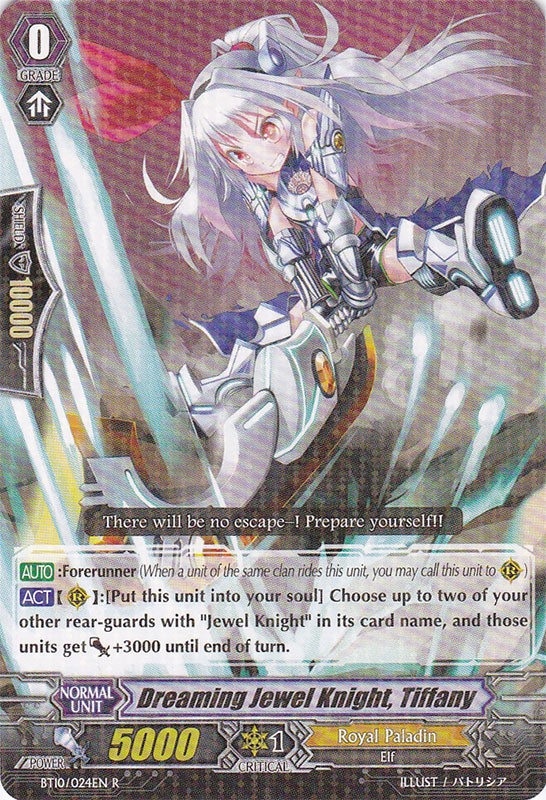 0
GRADE
SHIELD
10000
There will be no escape–! Prepare yourself!!
AUTO:Forerunner (When a unit of the same clan rides this unit, you may call this unit to R)
ACT【R】:[Put this unit into your soul] Choose up to two of your
other rear-guards with "Jewel Knight" in its card name, and those
units get +3000 until end of turn.
NORMAL
UNIT
Dreaming Jewel Knight, Tiffany
POWER
5000
1
CRITICAL
Royal Paladin
Elf
BT10/024EN R
ILLUST / パトリシア